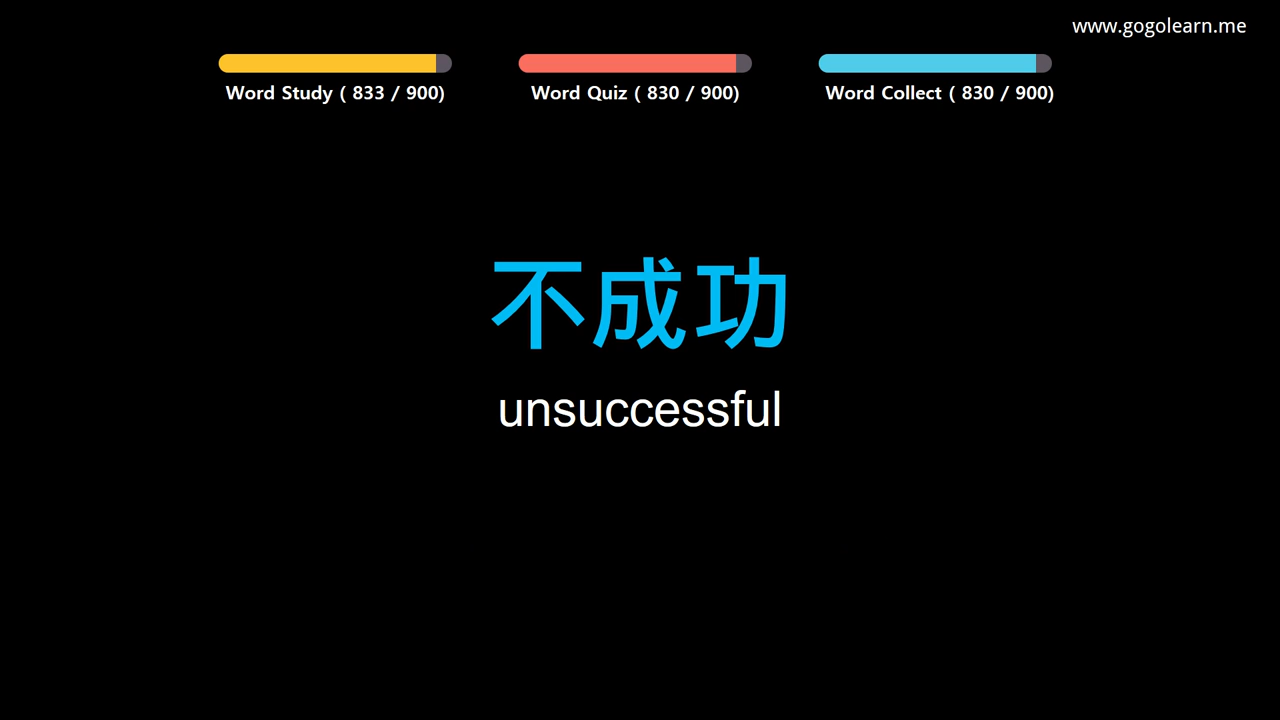 www.gogolearn.me
Word Study ( 833 / 900)
Word Quiz ( 830 / 900)
Word Collect ( 830 / 900)
不成功
unsuccessful